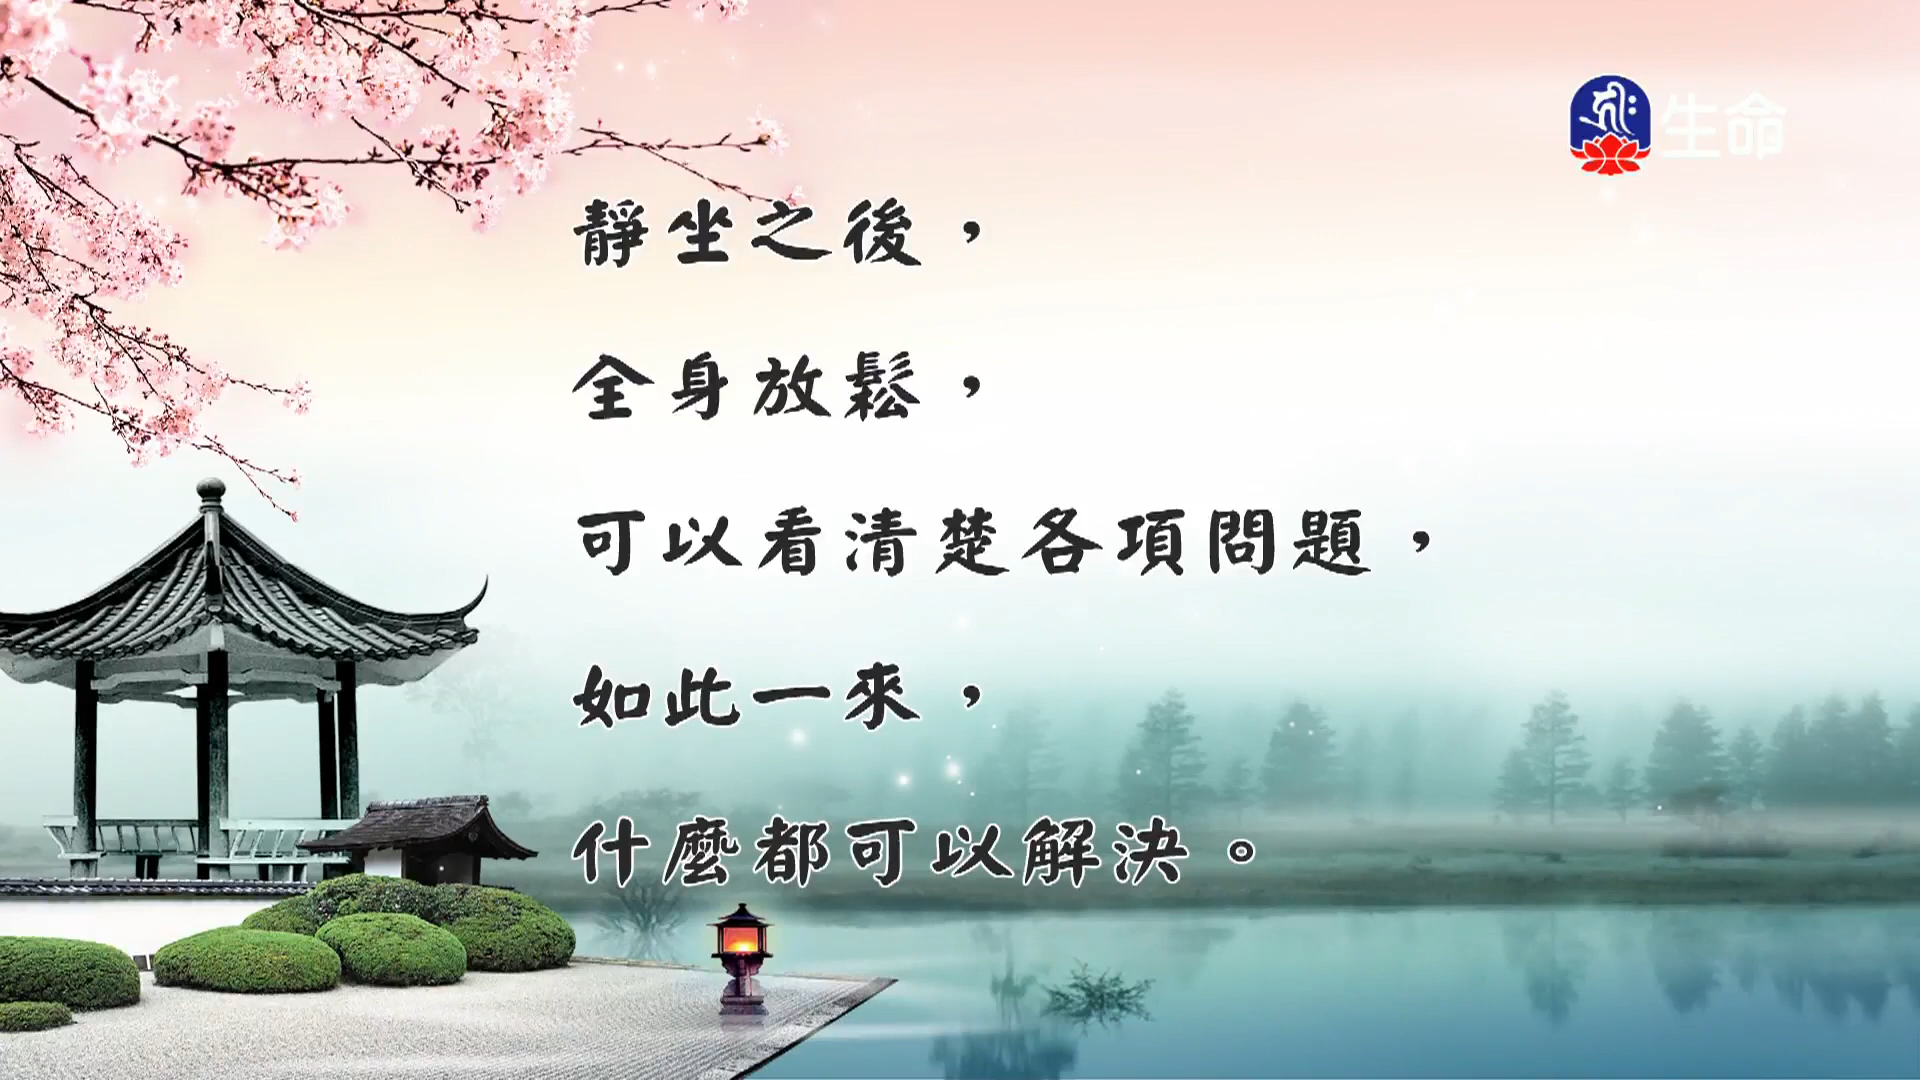 生命
靜坐之後，
全身放鬆，
可以看清楚各項問題，
如此一來，
什麼都可以解決。